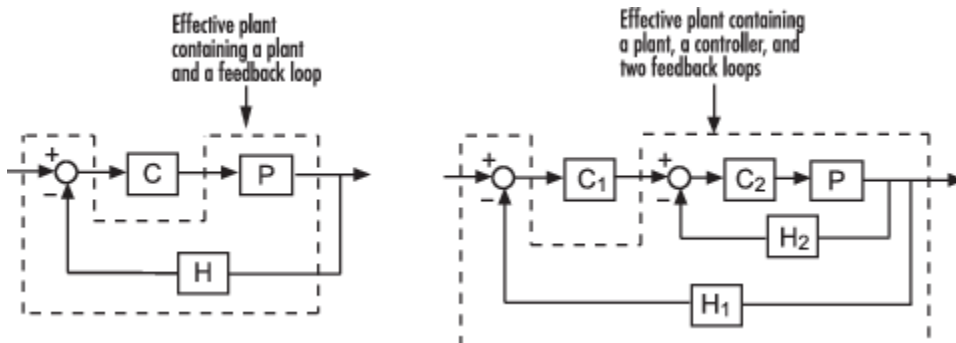 Effective plant
containing a plant
and a feedback loop
+
−
C
P
H
Effective plant containing
a plant, a controller, and
two feedback loops
+
−
C₁
+
−
C₂
P
H₂
H₁